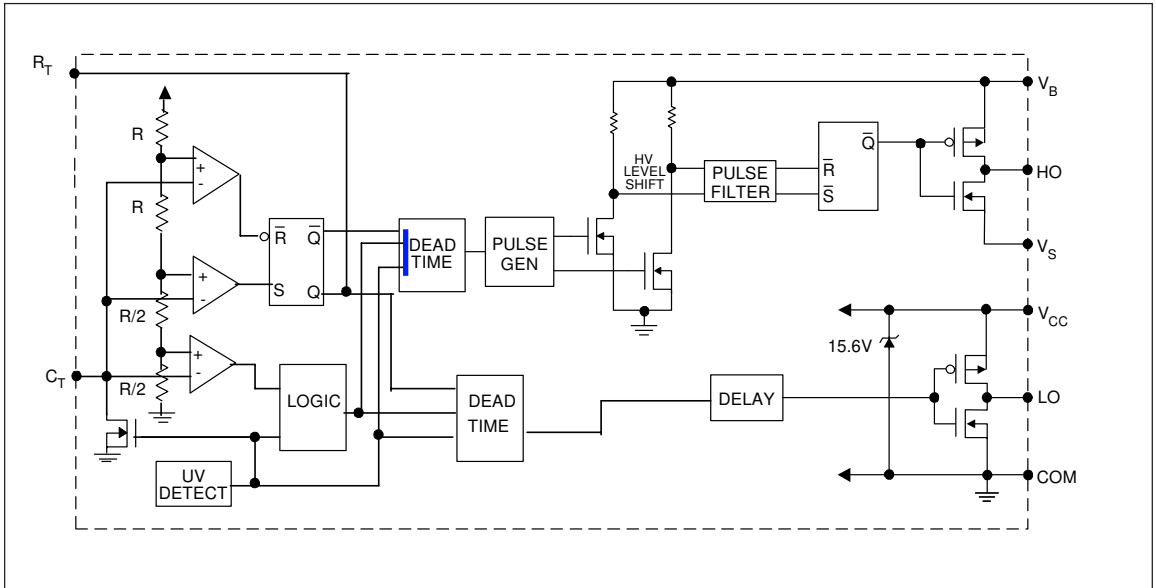 R_T
V_B
R
+
-
HV
LEVEL
SHIFT
PULSE
FILTER
R̅
S̅
Q̅
HO
R
R̅
Q̅
S
Q
DEAD
TIME
PULSE
GEN
V_S
+
-
R/2
V_CC
15.6V
+
-
C_T
R/2
LOGIC
DEAD
TIME
DELAY
LO
UV
DETECT
COM